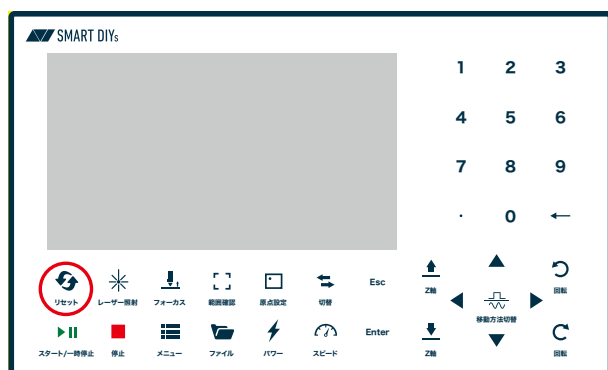 SMART DIYs
1 2 3
4 5 6
7 8 9
. 0 ←
リセット レーザー照射 フォーカス 範囲確認 原点設定 切替 Esc Z軸 回転
移動方法切替
スタート/一時停止 停止 メニュー ファイル パワー スピード Enter Z軸 回転